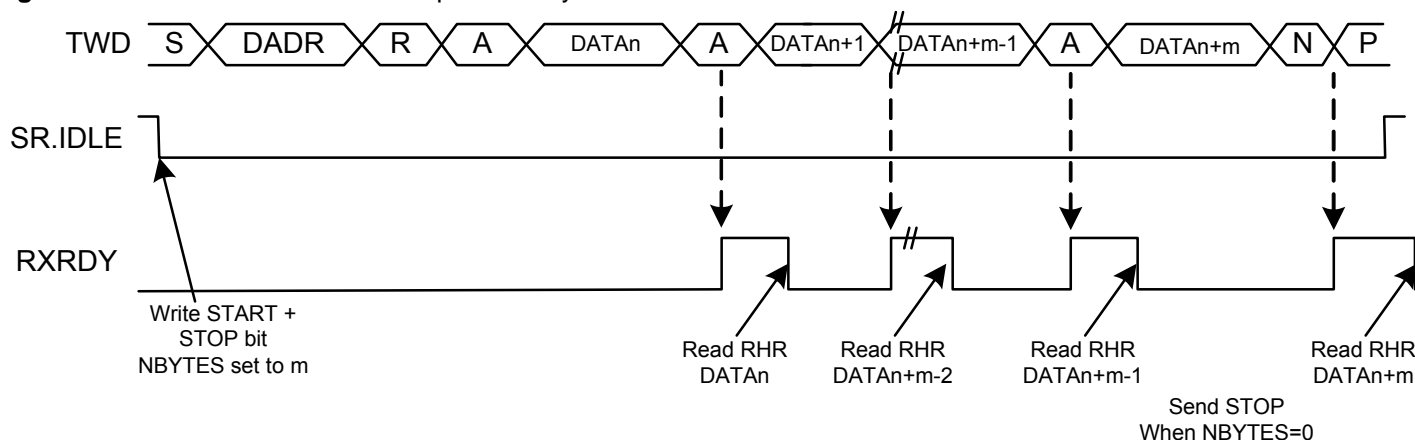 TWD S DADR R A DATAn A DATAn+1 DATAn+m-1 A DATAn+m N P
SR.IDLE
RXRDY
Write START +
STOP bit
NBYTES set to m
Read RHR
DATAn
Read RHR
DATAn+m-2
Read RHR
DATAn+m-1
Read RHR
DATAn+m
Send STOP
When NBYTES=0